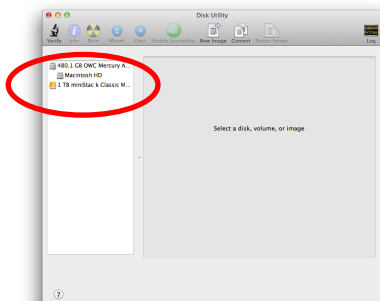 Disk Utility
Verify Info Burn Mount Eject Enable Journaling New Image Convert Resize Image Log
480.1 GB OWC Mercury A...
Macintosh HD
1 TB miniStac k Classic M...
Select a disk, volume, or image
?